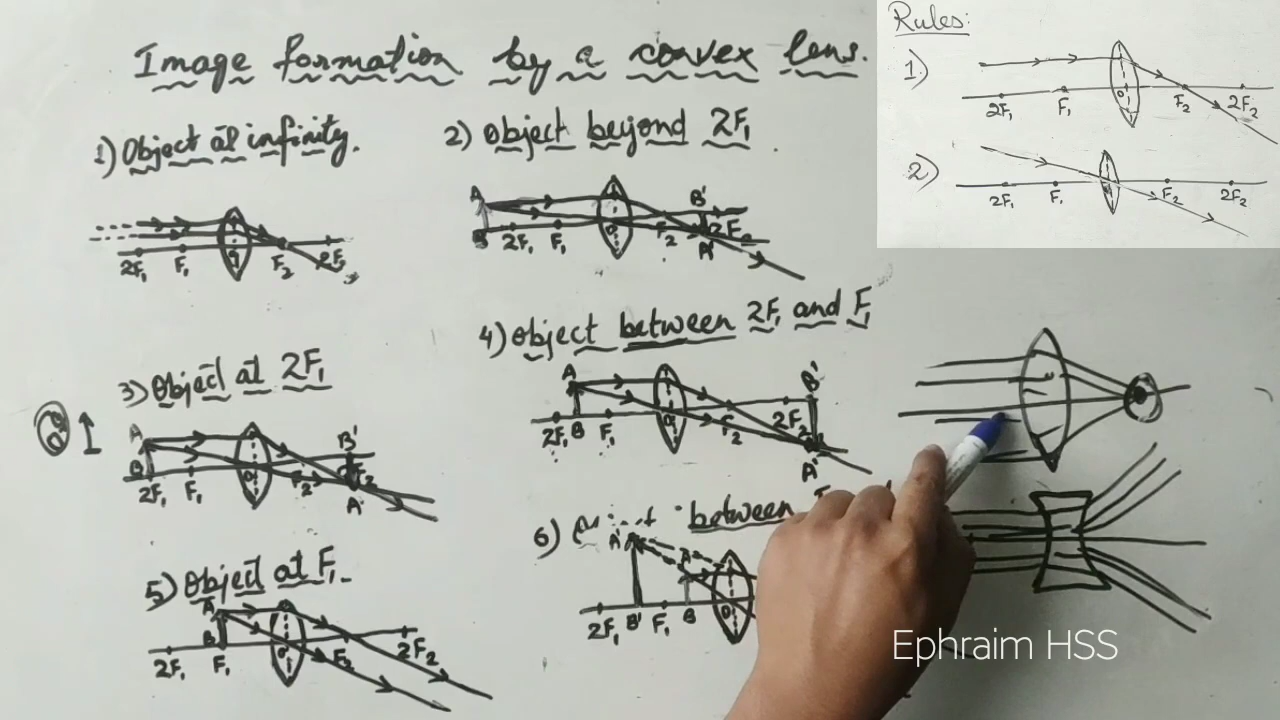 Image formation by a convex lens.
Rules:
1)
2F₁ F₁ O F₂ 2F₂
2)
2F₁ F₁ F₂ 2F₂
1) Object at infinity.
2F₁ F₁ O F₂ 2F₂
2) Object beyond 2F₁
A B'
B 2F₁ F₁ O F₂ 2F₂
A'
3) Object at 2F₁
A B'
B 2F₁ F₁ O F₂ 2F₂
A'
4) Object between 2F₁ and F₁
A B'
2F₁ B F₁ O F₂ 2F₂
A'
5) Object at F₁
A
B
2F₁ F₁ F₂ 2F₂
6) between
A' A
2F₁ B' F₁ B O
Ephraim HSS